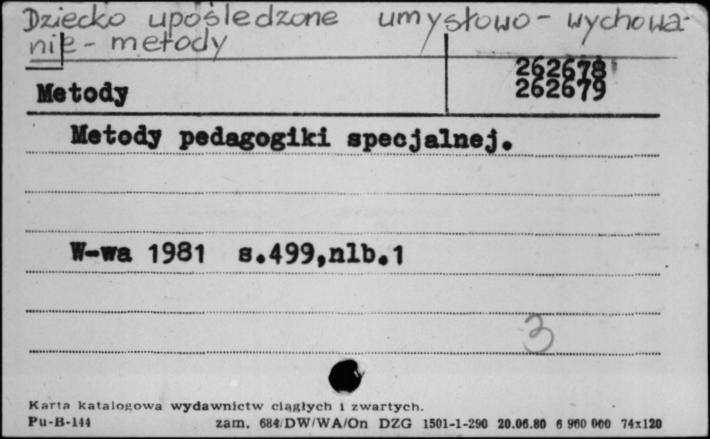 Dziecko upośledzone umysłowo - wychowa-
nie - metody
262678
Metody 262679
Metody pedagogiki specjalnej.
W-wa 1981 s.499,nlb.1
3
Karta katalogowa wydawnictw ciągłych i zwartych.
Pu-B-144 zam. 684/DW/WA/On DZG 1501-1-290 20.06.80 6 960 000 74x120